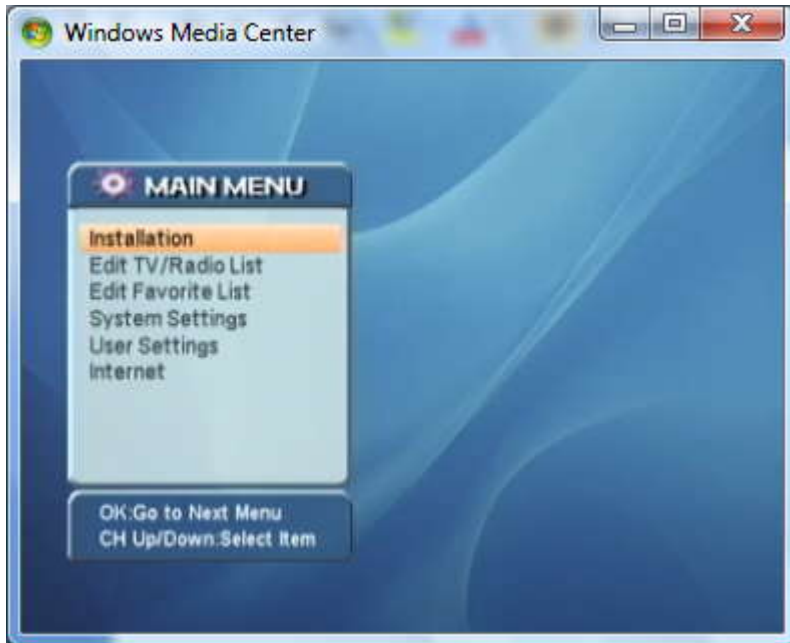 Windows Media Center
MAIN MENU
Installation
Edit TV/Radio List
Edit Favorite List
System Settings
User Settings
Internet
OK:Go to Next Menu
CH Up/Down:Select Item